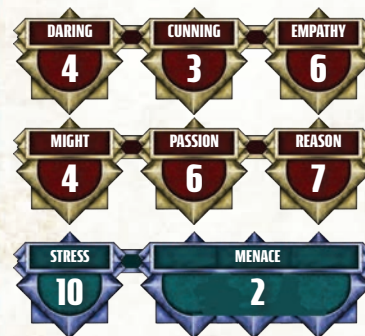 DARING CUNNING EMPATHY
4 3 6
MIGHT PASSION REASON
4 6 7
STRESS MENACE
10 2